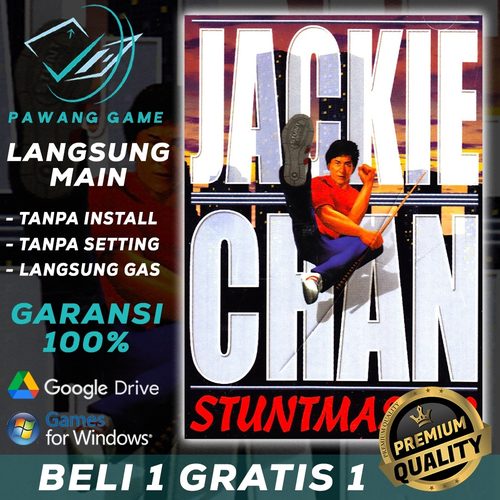 PAWANG GAME
LANGSUNG
MAIN
- TANPA INSTALL
- TANPA SETTING
- LANGSUNG GAS
GARANSI
100%
Google Drive
Games
for Windows®
JACKIE
CHAN
PREMIUM
QUALITY
BELI 1 GRATIS 1